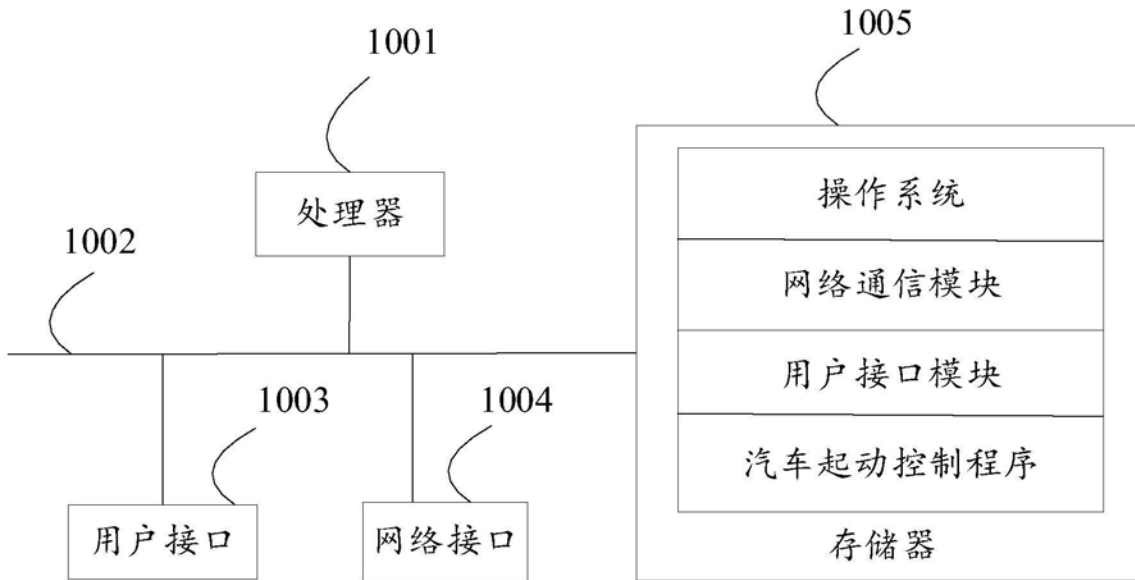 1001
1005
处理器
1002
操作系统
网络通信模块
用户接口模块
1003
1004
汽车起动控制程序
用户接口
网络接口
存储器